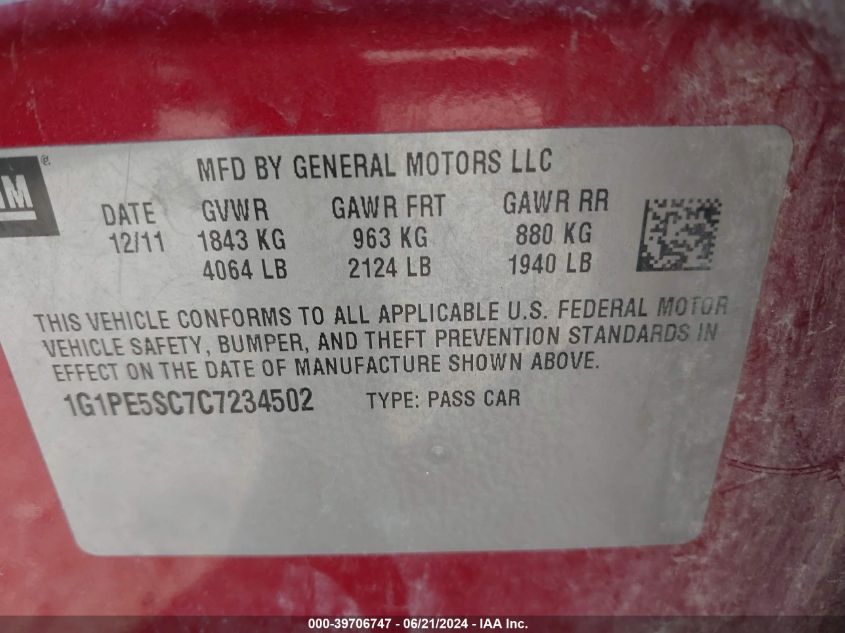 GM ®
MFD BY GENERAL MOTORS LLC
DATE GVWR GAWR FRT GAWR RR
12/11 1843 KG 963 KG 880 KG
4064 LB 2124 LB 1940 LB
THIS VEHICLE CONFORMS TO ALL APPLICABLE U.S. FEDERAL MOTOR
VEHICLE SAFETY, BUMPER, AND THEFT PREVENTION STANDARDS IN
EFFECT ON THE DATE OF MANUFACTURE SHOWN ABOVE.
1G1PE5SC7C7234502 TYPE: PASS CAR
000-39706747 - 06/21/2024 - IAA Inc.